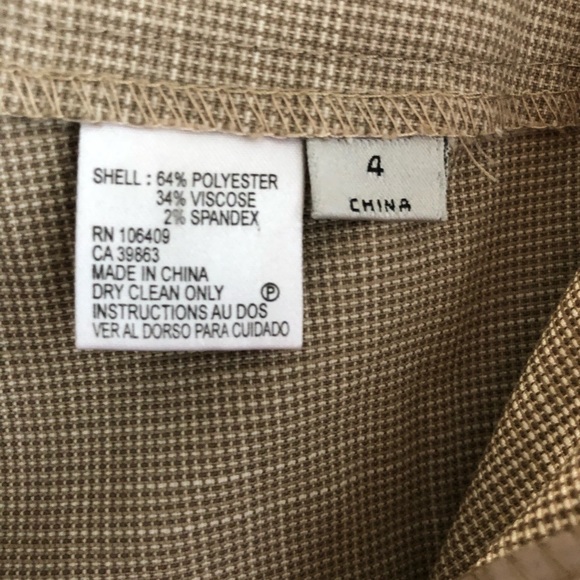 SHELL : 64% POLYESTER
34% VISCOSE
2% SPANDEX
RN 106409
CA 39863
MADE IN CHINA
DRY CLEAN ONLY Ⓟ
INSTRUCTIONS AU DOS
VER AL DORSO PARA CUIDADO
4
CHINA